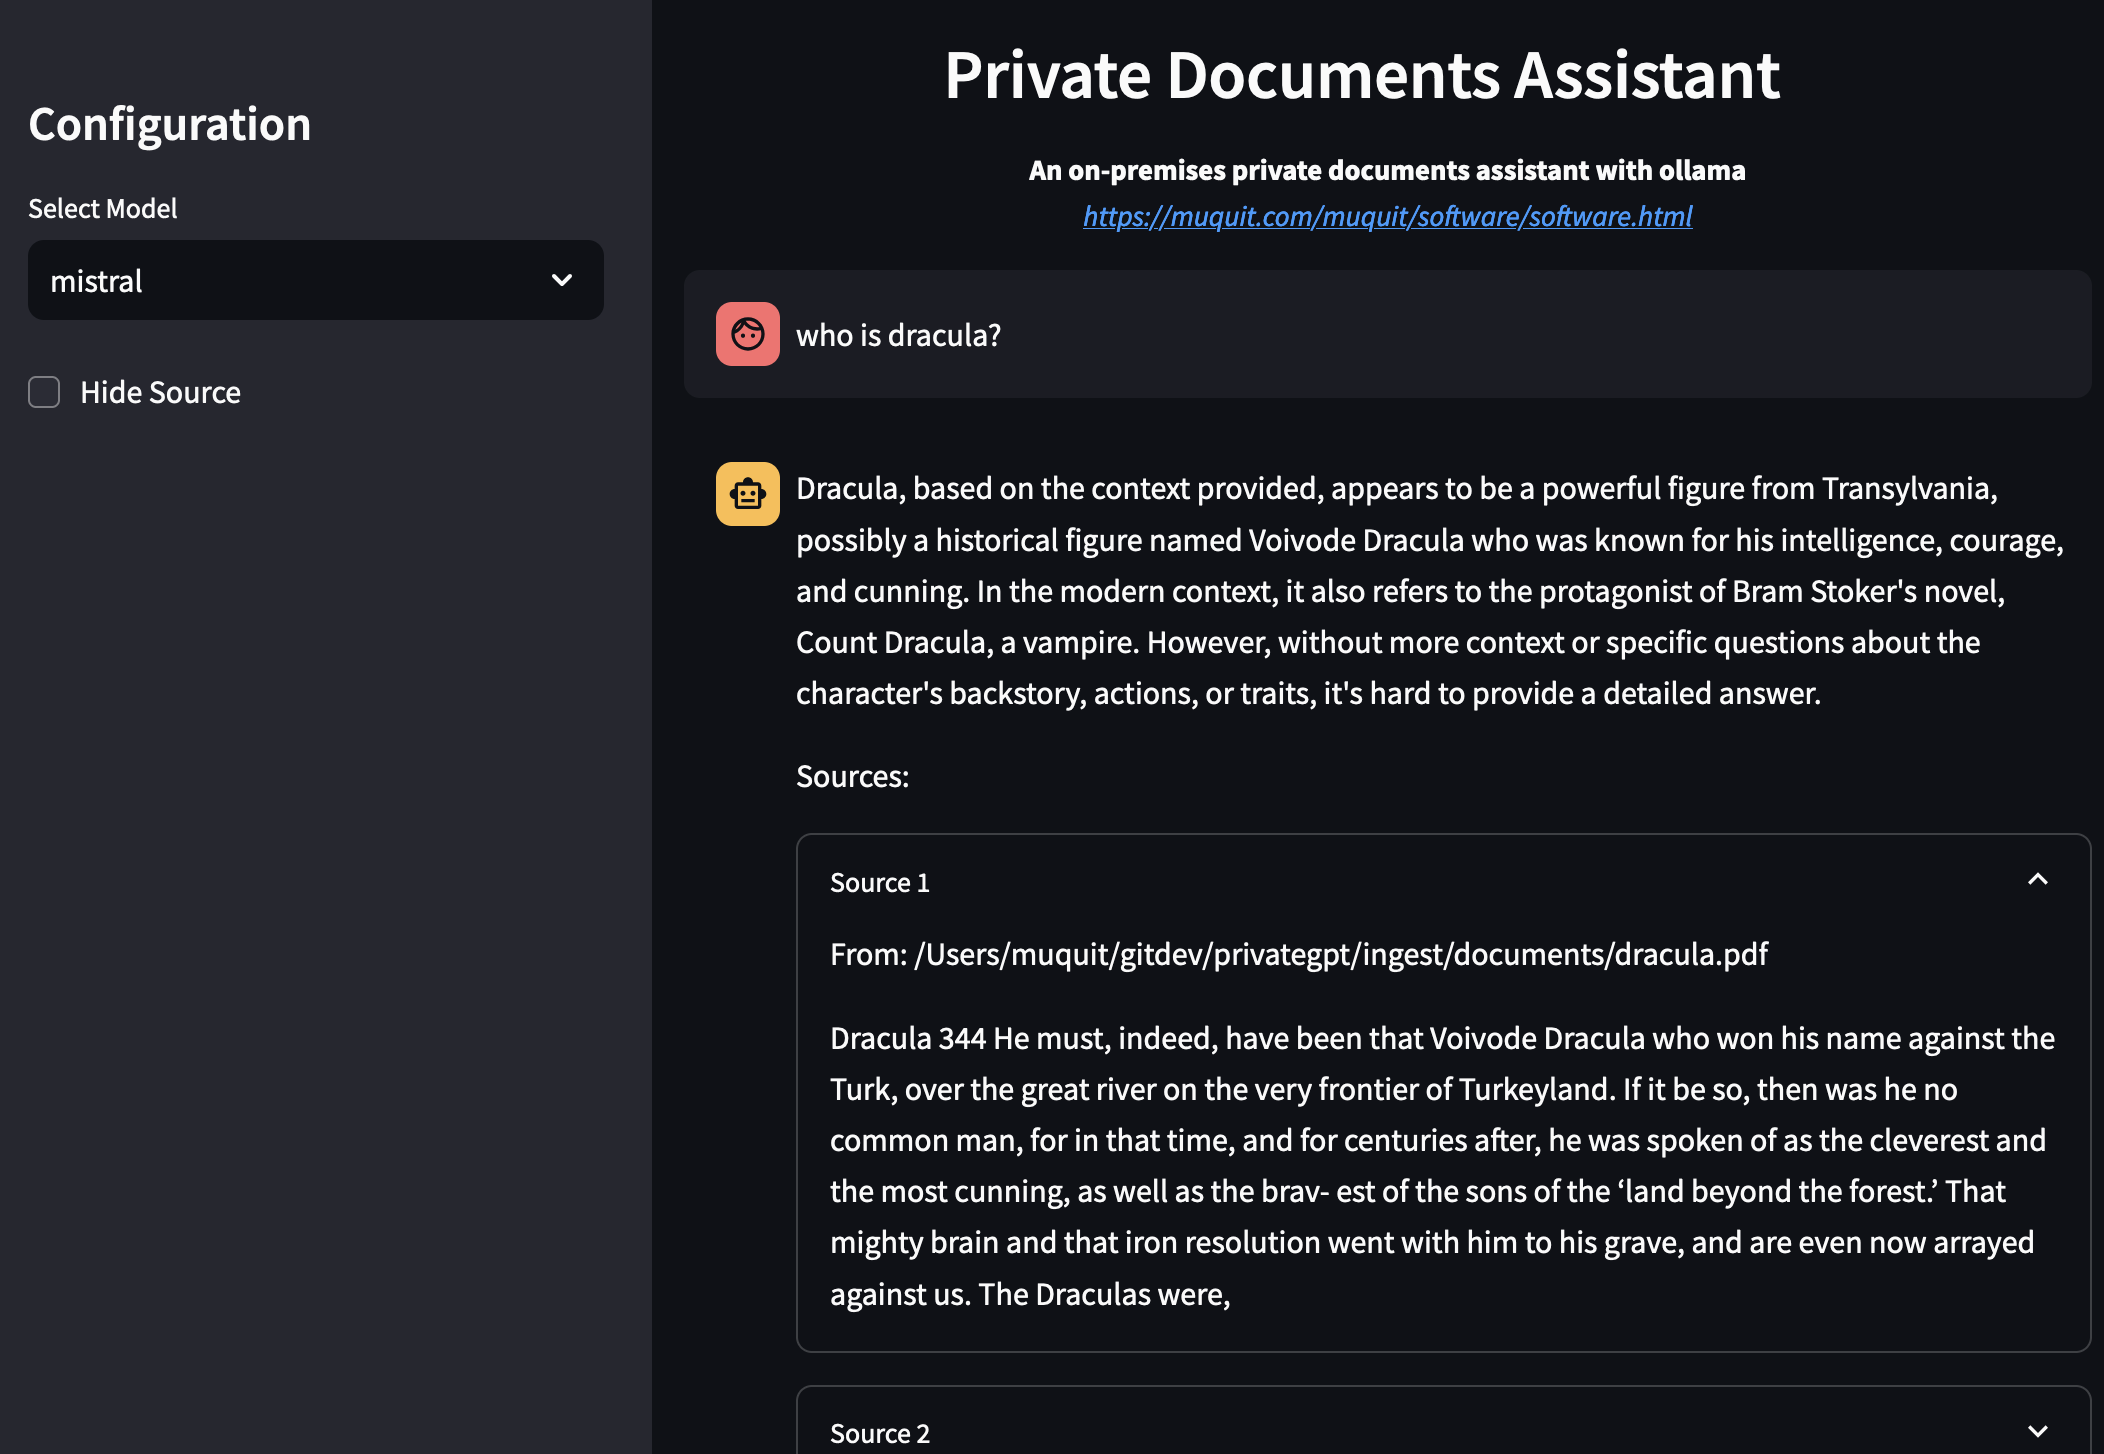 Configuration
Select Model
mistral
Hide Source
Private Documents Assistant
An on-premises private documents assistant with ollama
https://muquit.com/muquit/software/software.html
who is dracula?
Dracula, based on the context provided, appears to be a powerful figure from Transylvania,
possibly a historical figure named Voivode Dracula who was known for his intelligence, courage,
and cunning. In the modern context, it also refers to the protagonist of Bram Stoker's novel,
Count Dracula, a vampire. However, without more context or specific questions about the
character's backstory, actions, or traits, it's hard to provide a detailed answer.
Sources:
Source 1
From: /Users/muquit/gitdev/privategpt/ingest/documents/dracula.pdf
Dracula 344 He must, indeed, have been that Voivode Dracula who won his name against the
Turk, over the great river on the very frontier of Turkeyland. If it be so, then was he no
common man, for in that time, and for centuries after, he was spoken of as the cleverest and
the most cunning, as well as the brav- est of the sons of the ‘land beyond the forest.’ That
mighty brain and that iron resolution went with him to his grave, and are even now arrayed
against us. The Draculas were,
Source 2